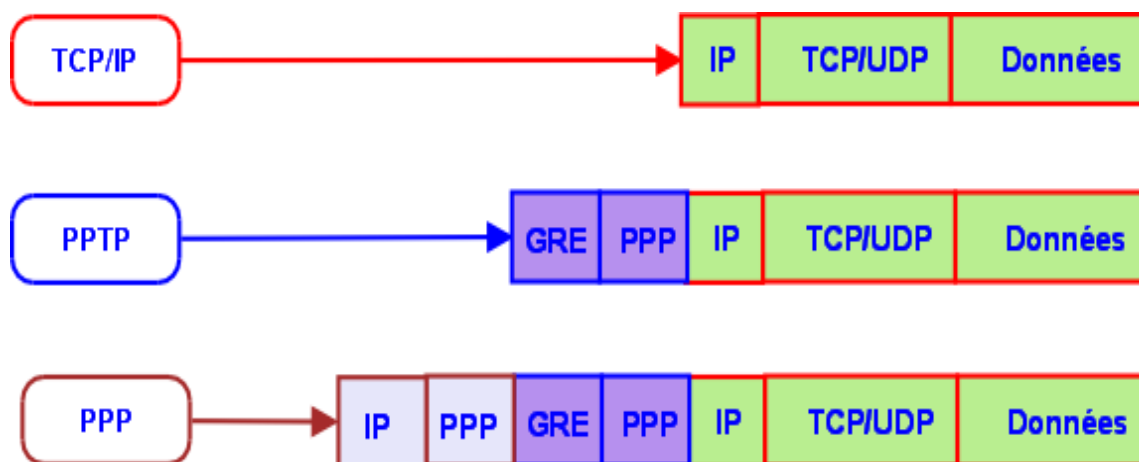 TCP/IP IP TCP/UDP Données
PPTP GRE PPP IP TCP/UDP Données
PPP IP PPP GRE PPP IP TCP/UDP Données